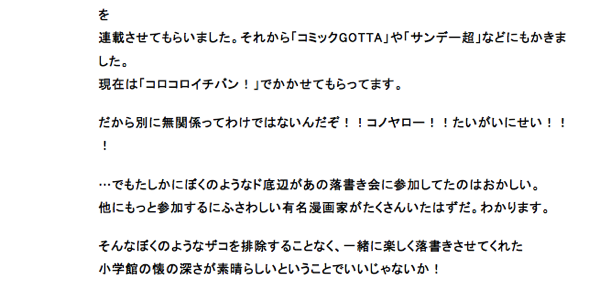 を
連載させてもらいました。それから「コミックGOTTA」や「サンデー超」などにもかきま
した。
現在は「コロコロイチバン！」でかかせてもらってます。
だから別に無関係ってわけではないんだぞ！！コノヤロー！！たいがいにせい！！
！
…でもたしかにぼくのようなド底辺があの落書き会に参加してたのはおかしい。
他にもっと参加するにふさわしい有名漫画家がたくさんいたはずだ。わかります。
そんなぼくのようなザコを排除することなく、一緒に楽しく落書きさせてくれた
小学館の懐の深さが素晴らしいということでいいじゃないか！